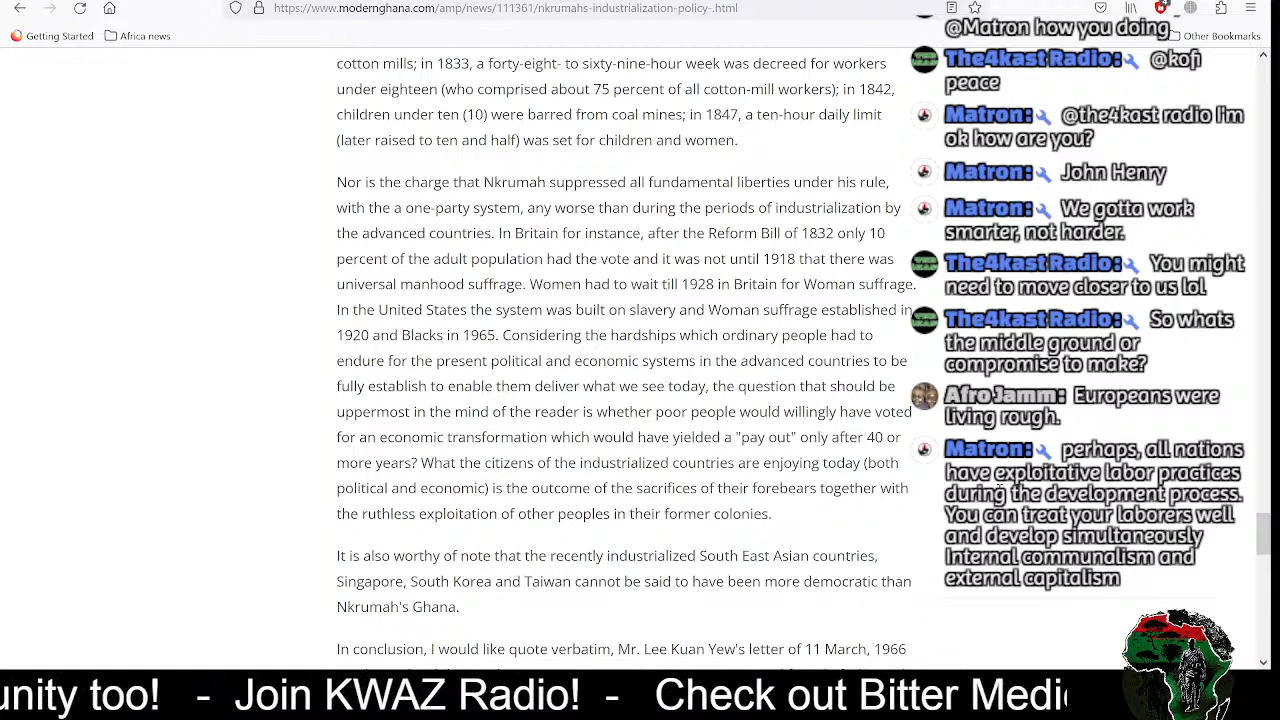 https://www.modernghana.com/amp/news/111361/nkrumahs-industrialization-policy-.html
4
Getting Started
Africa news
Other Bookmarks
cotton mills in 1833, a forty-eight- to sixty-nine-hour week was decreed for workers
under eighteen (who comprised about 75 percent of all cotton-mill workers); in 1842,
children under ten (10) were barred from coal mines; in 1847, a ten-hour daily limit
(later raised to ten and half) was set for children and women.
Nor is the charge that Nkrumah suppressed all fundamental liberties under his rule,
with the a one-party system, any worse than during the periods of industrialization by
the advanced countries. In Britain for instance, after the Reform Bill of 1832 only 10
percent of the adult population had the vote and it was not until 1918 that there was
universal manhood suffrage. Women had to wait till 1928 in Britain for Woman suffrage.
In the United States the system was built on slavery and Woman suffrage established in
1920 and Blacks in 1965. Considering the hardships which ordinary people had to
endure for the present political and economic systems in the advanced countries to be
fully establish to enable them deliver what we see today, the question that should be
uppermost in the mind of the reader is whether poor people would willingly have voted
for an economic transformation which would have yielded a "pay out" only after 40 or
more years? What the citizens of the industrialized countries are enjoying today (both
political and economic) is the outcome of the sacrifices of their forebears together with
the ruthless exploitation of other peoples in their former colonies.
It is also worthy of note that the recently industrialized South East Asian countries,
Singapore, South Korea and Taiwan cannot be said to have been more democratic than
Nkrumah's Ghana.
In conclusion, I would like quote verbatim, Mr. Lee Kuan Yew's letter of 11 March, 1966
@Matron how you doing
The4kast Radio: @kofi
peace
Matron: @the4kast radio I'm
ok how are you?
Matron: John Henry
Matron: We gotta work
smarter, not harder.
The4kast Radio: You might
need to move closer to us lol
The4kast Radio: So whats
the middle ground or
compromise to make?
Afro Jamm: Europeans were
living rough.
Matron: perhaps, all nations
have exploitative labor practices
during the development process.
You can treat your laborers well
and develop simultaneously
Internal communalism and
external capitalism
unity too! - Join KWAZ Radio! - Check out Bitter Medic